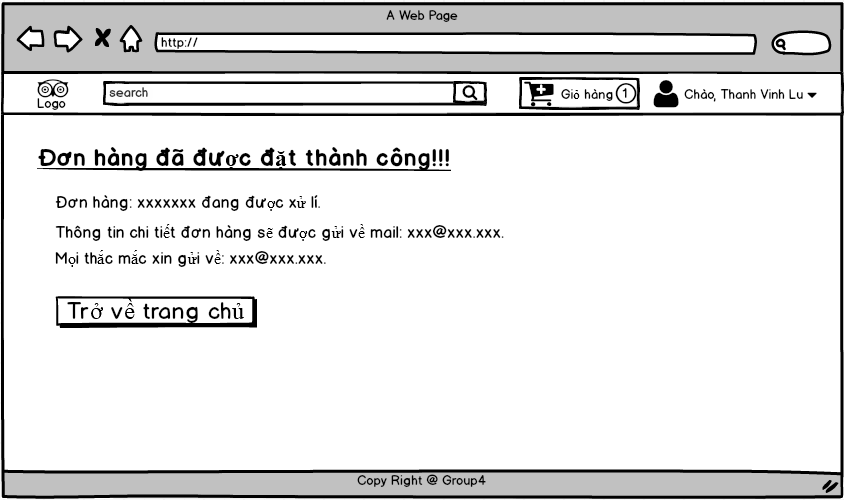 A Web Page
http://
search
Giỏ hàng 1
Chào, Thanh Vinh Lu
Logo
Đơn hàng đã được đặt thành công!!!
Đơn hàng: xxxxxxx đang được xử lí.
Thông tin chi tiết đơn hàng sẽ được gửi về mail: xxx@xxx.xxx.
Mọi thắc mắc xin gửi về: xxx@xxx.xxx.
Trở về trang chủ
Copy Right @ Group4